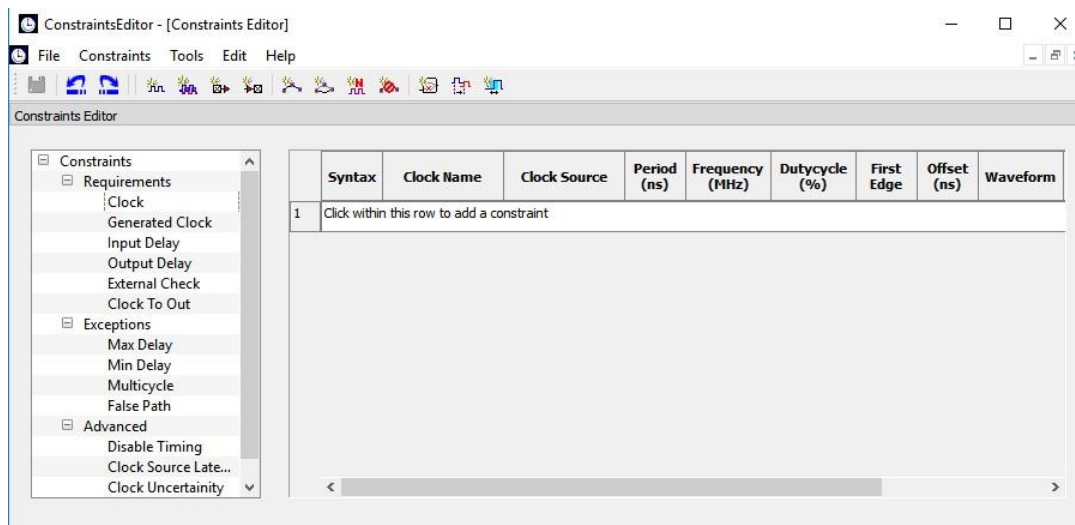 ConstraintsEditor - [Constraints Editor]
File Constraints Tools Edit Help
Constraints Editor
Constraints
Requirements
Clock
Generated Clock
Input Delay
Output Delay
External Check
Clock To Out
Exceptions
Max Delay
Min Delay
Multicycle
False Path
Advanced
Disable Timing
Clock Source Late...
Clock Uncertainity
Syntax Clock Name Clock Source Period (ns) Frequency (MHz) Dutycycle (%) First Edge Offset (ns) Waveform
1 Click within this row to add a constraint